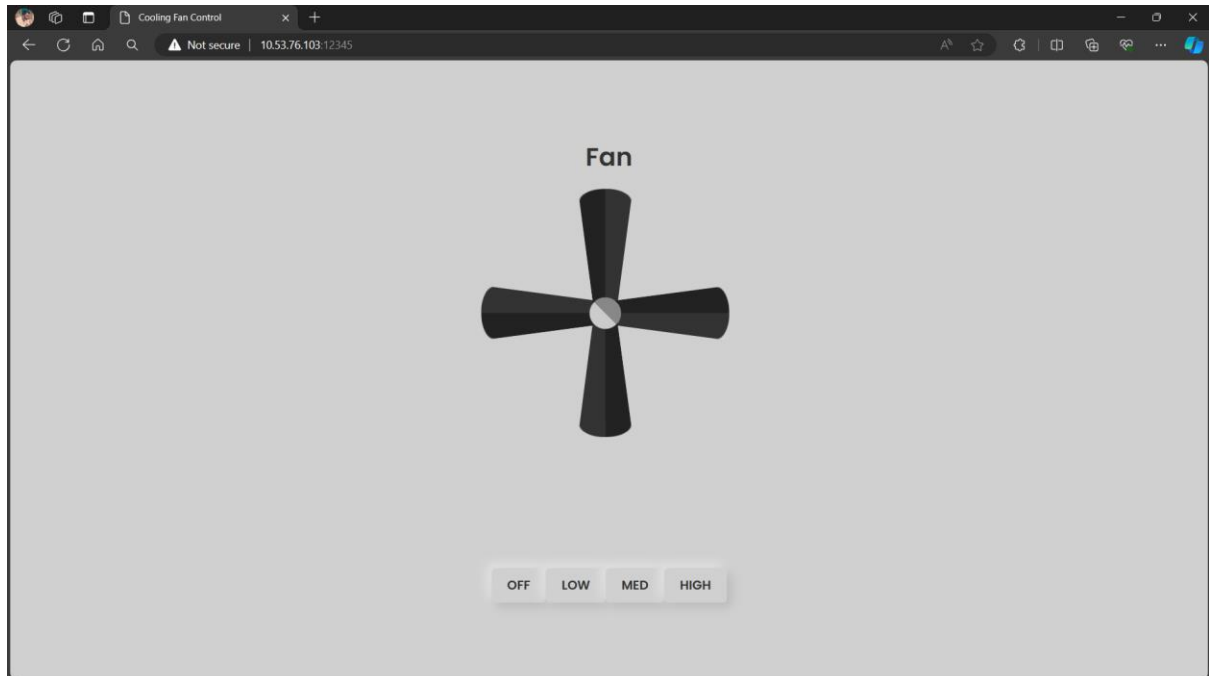 Cooling Fan Control
Not secure | 10.53.76.103:12345
Fan
OFF LOW MED HIGH